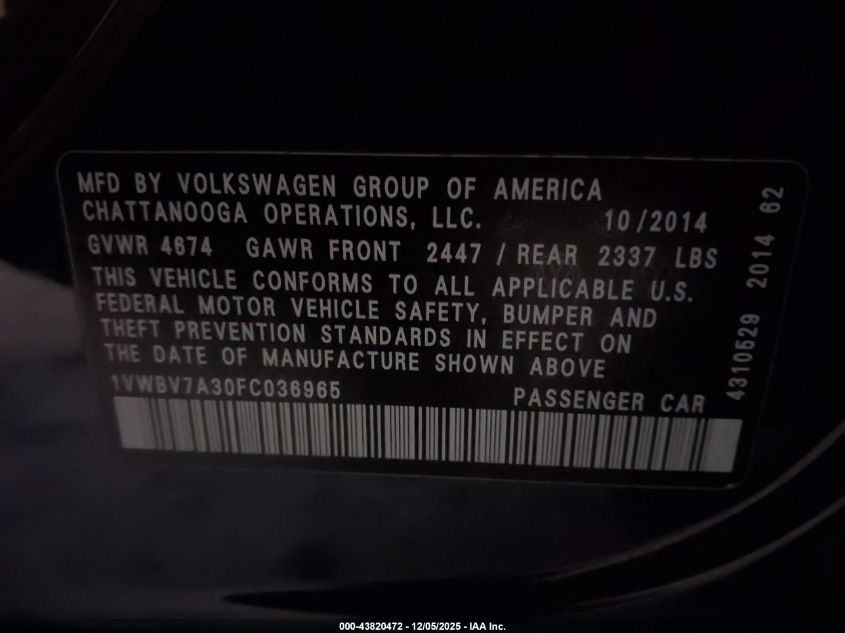 MFD BY VOLKSWAGEN GROUP OF AMERICA
CHATTANOOGA OPERATIONS, LLC. 10/2014
GVWR 4674 GAWR FRONT 2447 / REAR 2337 LBS
THIS VEHICLE CONFORMS TO ALL APPLICABLE U.S.
FEDERAL MOTOR VEHICLE SAFETY, BUMPER AND
THEFT PREVENTION STANDARDS IN EFFECT ON
THE DATE OF MANUFACTURE SHOWN ABOVE
1VWBV7A30FC036965 PASSENGER CAR
4310529 2014 62
000-43820472 - 12/05/2025 - IAA Inc.